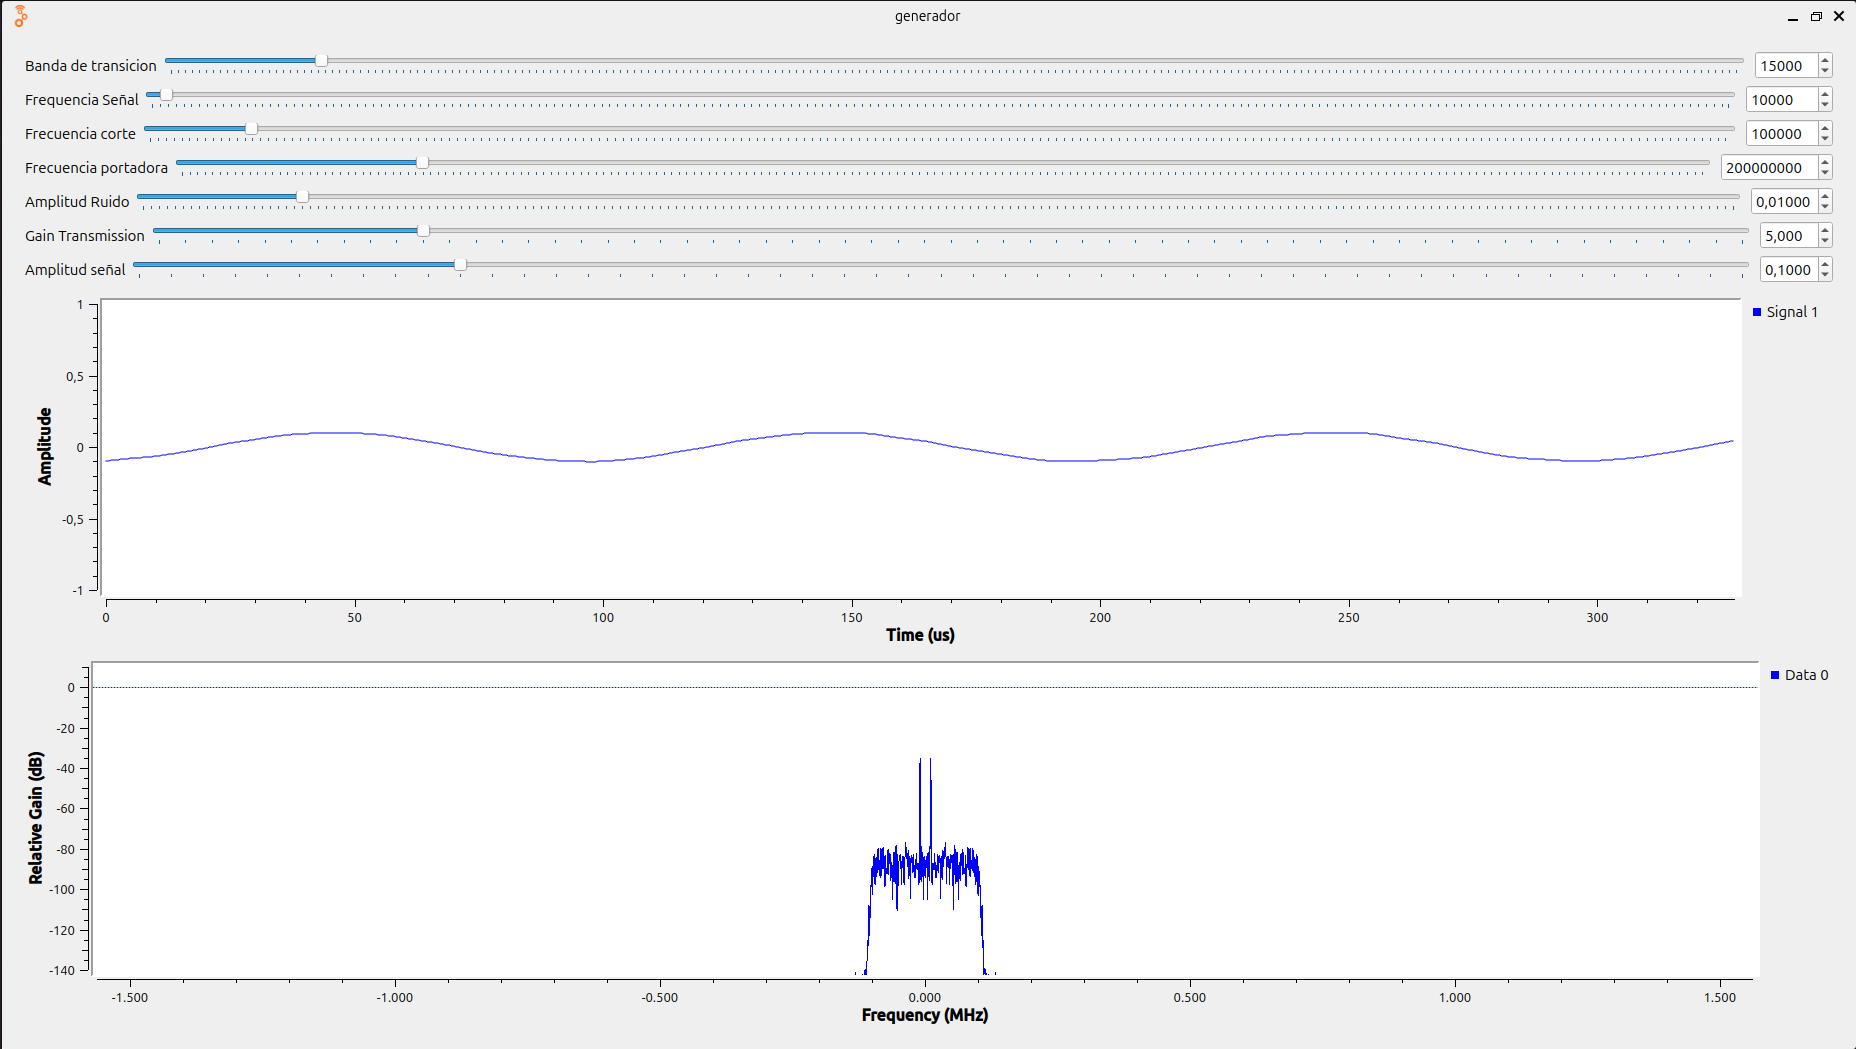 generador
Banda de transicion 15000
Frequencia Señal 10000
Frecuencia corte 100000
Frecuencia portadora 200000000
Amplitud Ruido 0,01000
Gain Transmission 5,000
Amplitud señal 0,1000
Signal 1
Amplitude
1
0,5
0
-0,5
-1
0 50 100 150 200 250 300
Time (us)
Data 0
Relative Gain (dB)
0
-20
-40
-60
-80
-100
-120
-140
-1.500 -1.000 -0.500 0.000 0.500 1.000 1.500
Frequency (MHz)